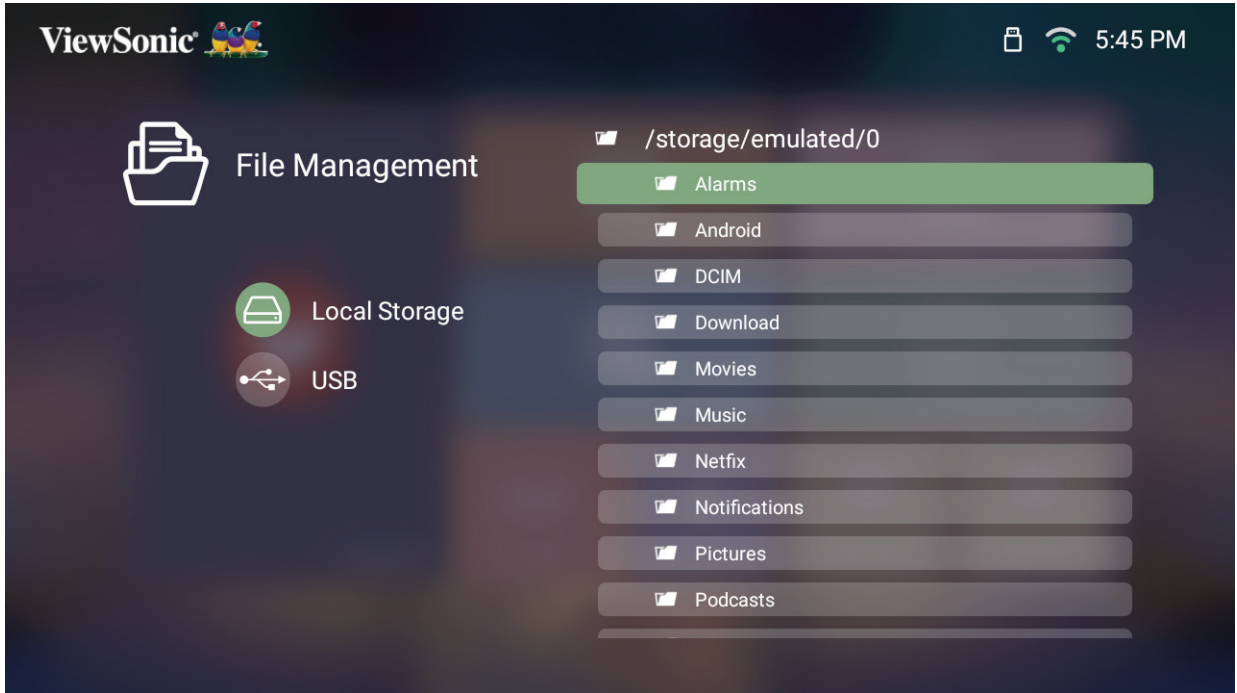 ViewSonic®
5:45 PM
File Management
Local Storage
USB
/storage/emulated/0
Alarms
Android
DCIM
Download
Movies
Music
Netfix
Notifications
Pictures
Podcasts